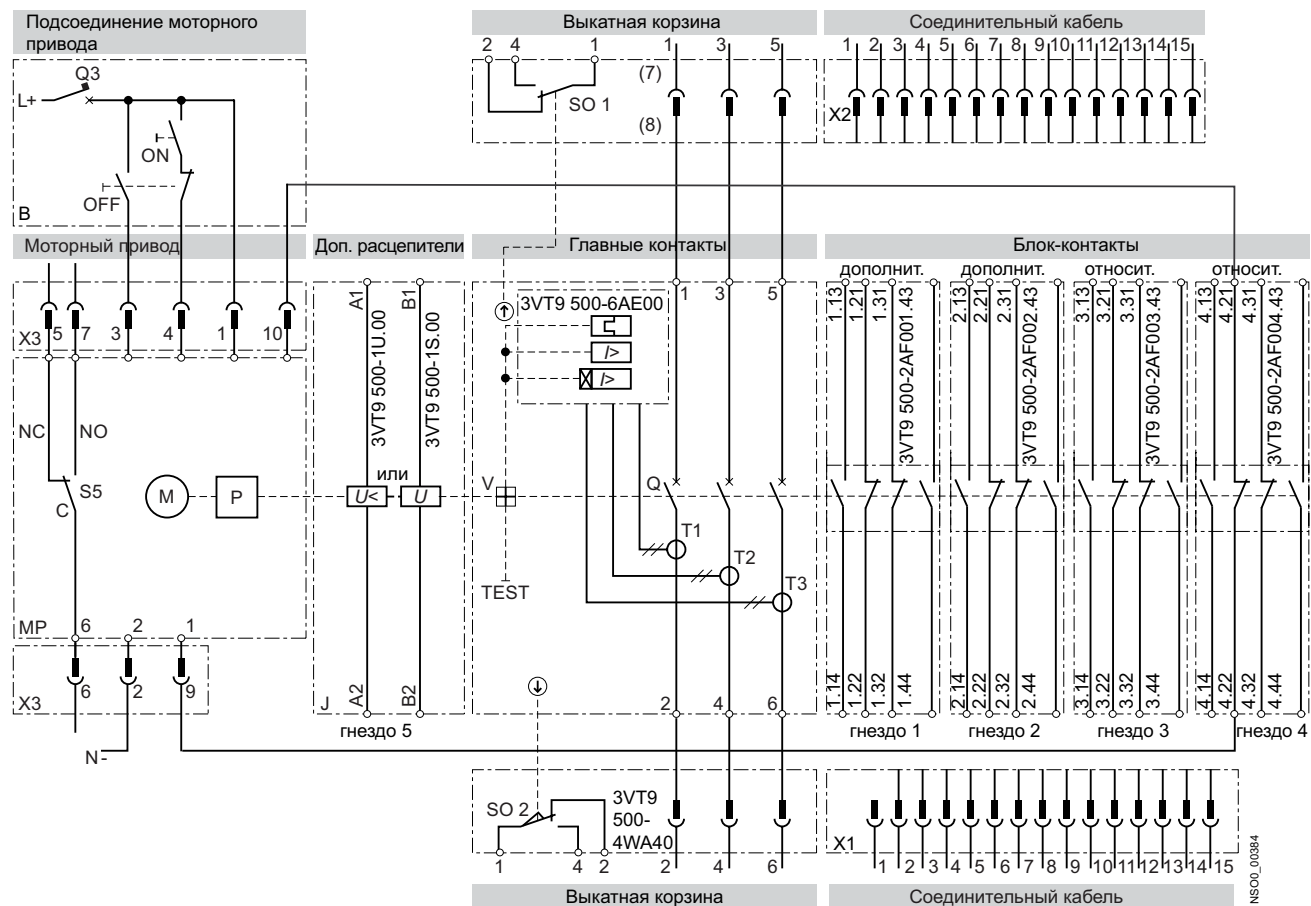 Подсоединение моторного
привода
Выкатная корзина
Соединительный кабель
2 4 1 1 3 5
1 2 3 4 5 6 7 8 9 10 11 12 13 14 15
Q3
L+
(7)
SO 1
(8)
X2
ON
OFF
B
Моторный привод
Доп. расцепители
Главные контакты
Блок-контакты
дополнит. дополнит. относит. относит.
X3 5 7 3 4 1 10
A1
3VT9 500-1U.00
B1
3VT9 500-1S.00
1 3 5
3VT9 500-6AE00
I>
I>
1.13
1.21
1.31
3VT9 500-2AF001.43
2.13
2.21
2.31
3VT9 500-2AF002.43
3.13
3.21
3.31
3VT9 500-2AF003.43
4.13
4.21
4.31
3VT9 500-2AF004.43
NC NO
S5
C
M
P
или
U<
U
V
Q
T1
T2
T3
TEST
MP 6 2 1
X3 6 2 9
N-
J
A2
B2
гнездо 5
2 4 6
1.14
1.22
1.32
1.44
2.14
2.22
2.32
2.44
3.14
3.22
3.32
3.44
4.14
4.22
4.32
4.44
гнездо 1 гнездо 2 гнездо 3 гнездо 4
SO 2
3VT9
500-
4WA40
1 4 2 2 4 6
X1
1 2 3 4 5 6 7 8 9 10 11 12 13 14 15
Выкатная корзина
Соединительный кабель
NSO0_00384